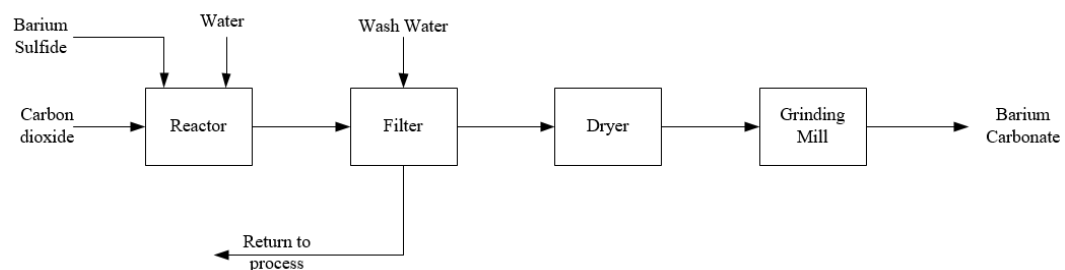 Barium
Sulfide
Water
Wash Water
Carbon
dioxide
Reactor
Filter
Dryer
Grinding
Mill
Barium
Carbonate
Return to
process